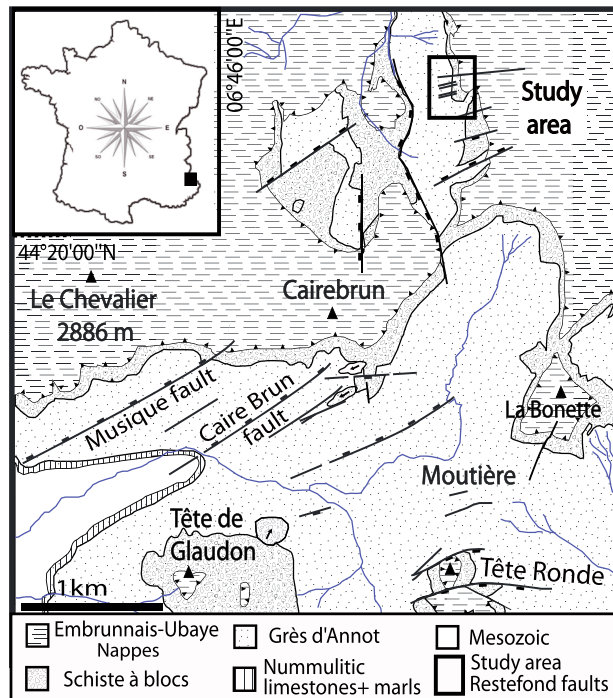 N
NO
NE
O
E
SO
SE
S
06°46'00"E
Study
area
44°20'00"N
Le Chevalier
2886 m
Cairebrun
Musique fault
Caire Brun
fault
La Bonette
Moutière
Tête de
Glaudon
Tête Ronde
1km
Embrunnais-Ubaye
Nappes
Grès d'Annot
Mesozoic
Schiste à blocs
Nummulitic
limestones+ marls
Study area
Restefond faults